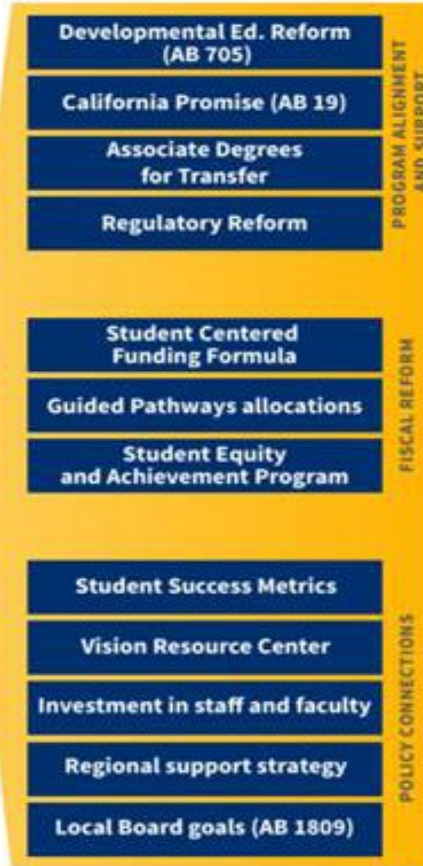 Developmental Ed. Reform
(AB 705)
California Promise (AB 19)
Associate Degrees
for Transfer
Regulatory Reform
PROGRAM ALIGNMENT
AND SUPPORT
Student Centered
Funding Formula
Guided Pathways allocations
Student Equity
and Achievement Program
FISCAL REFORM
Student Success Metrics
Vision Resource Center
Investment in staff and faculty
Regional support strategy
Local Board goals (AB 1809)
POLICY CONNECTIONS